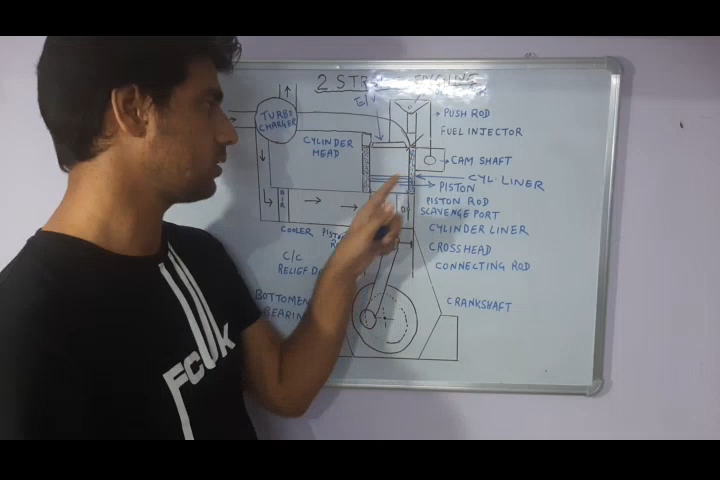 2 STR
TURBO
CHARGER
PUSH ROD
FUEL INJECTOR
CYLINDER
HEAD
CAM SHAFT
CYL. LINER
PISTON
AIR
PISTON ROD
SCAVENGE PORT
COOLER
CYLINDER LINER
C/C
CROSSHEAD
RELIEF
CONNECTING ROD
CRANKSHAFT
FCUK